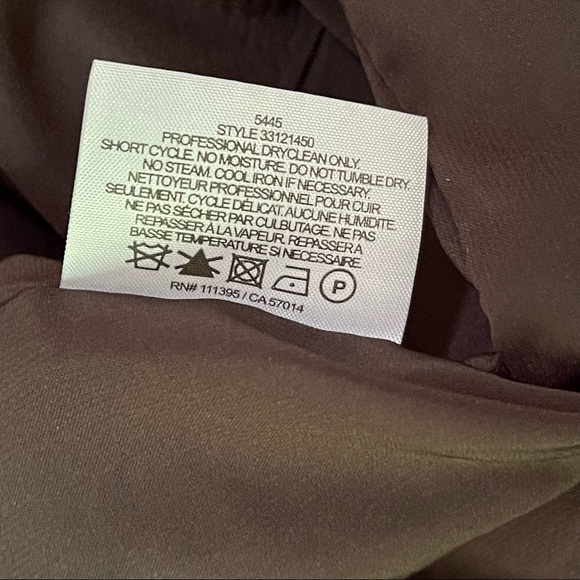 5445
STYLE 33121450
PROFESSIONAL DRYCLEAN ONLY.
SHORT CYCLE. NO MOISTURE. DO NOT TUMBLE DRY.
NO STEAM. COOL IRON IF NECESSARY.
NETTOYEUR PROFESSIONNEL POUR CUIR
SEULEMENT. CYCLE DÉLICAT. AUCUNE HUMIDITE.
NE PAS SÉCHER PAR CULBUTAGE. NE PAS
REPASSER À LA VAPEUR. REPASSER A
BASSE TEMPÉRATURE SI NÉCESSAIRE.
P
RN# 111395 / CA 57014